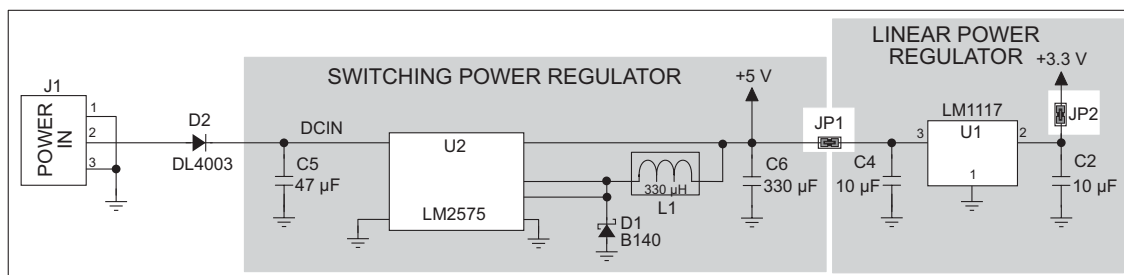 LINEAR POWER
REGULATOR
SWITCHING POWER REGULATOR
+5 V
+3.3 V
J1
POWER
IN
1
2
3
D2
DL4003
DCIN
C5
47 µF
U2
LM2575
330 µH
L1
D1
B140
C6
330 µF
JP1
C4
10 µF
LM1117
U1
3
2
1
JP2
C2
10 µF